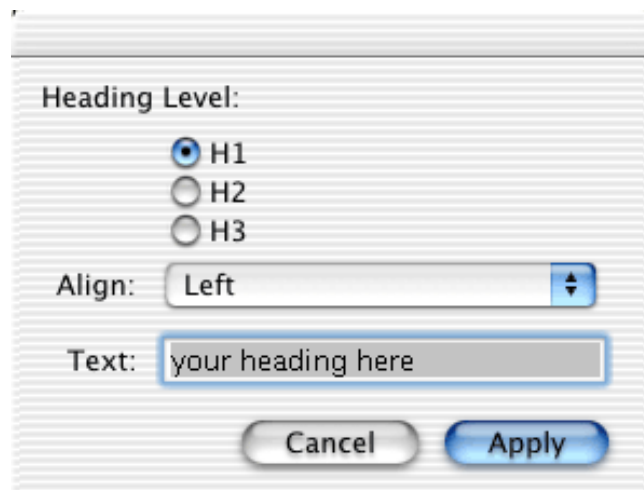 Heading Level:
H1
H2
H3
Align: Left
Text: your heading here
Cancel Apply